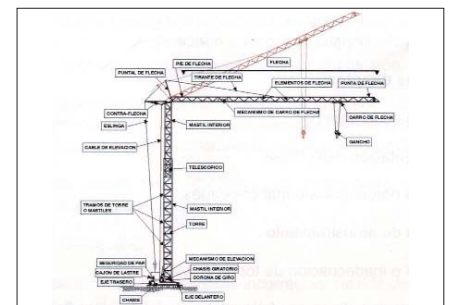 PIE DE FLECHA
FLECHA
PUNTAL DE FLECHA
TIRANTE DE FLECHA
ELEMENTOS DE FLECHA
PUNTA DE FLECHA
CONTRA-FLECHA
MECANISMO DE CARRO DE FLECHA
CARRO DE FLECHA
ESLINGA
MASTIL INTERIOR
GANCHO
CABLE DE ELEVACION
TELESCOPICO
TRAMOS DE TORRE
O MASTILES
MASTIL INTERIOR
TORRE
SEGURIDAD DE PAR
MECANISMO DE ELEVACION
CAJON DE LASTRE
CHASIS GIRATORIO
EJE TRASERO
CORONA DE GIRO
CHASIS
EJE DELANTERO